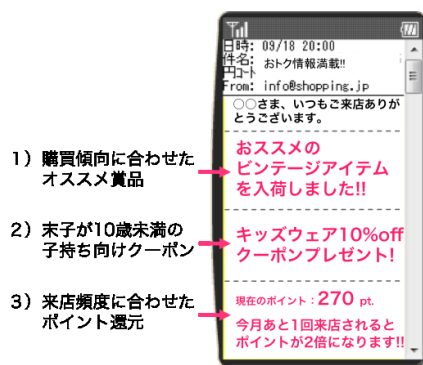 日時: 09/18 20:00
件名: おトク情報満載!!
From: info@shopping.jp
○○さま、いつもご来店ありが
とうございます。
1）購買傾向に合わせた
オススメ賞品
おススメの
ビンテージアイテム
を入荷しました!!
2）末子が10歳未満の
子持ち向けクーポン
キッズウェア10%off
クーポンプレゼント!
3）来店頻度に合わせた
ポイント還元
現在のポイント：270 pt.
今月あと1回来店されると
ポイントが2倍になります!!